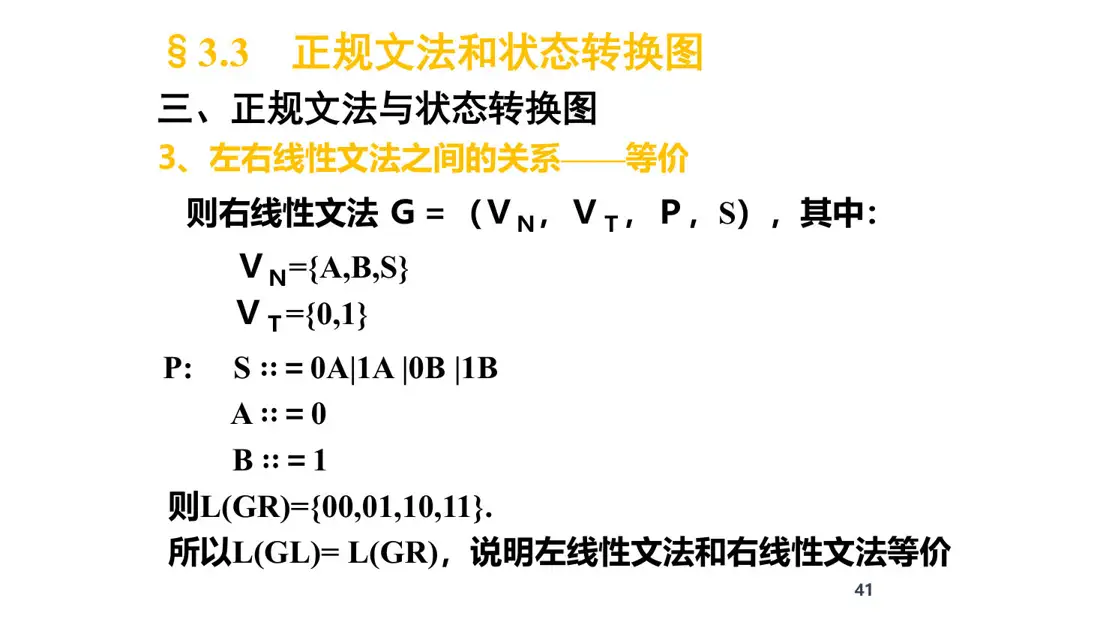 §3.3 正规文法和状态转换图
三、正规文法与状态转换图
3、左右线性文法之间的关系——等价
则右线性文法 G =（V N，V T，P，S），其中：
V N={A,B,S}
V T={0,1}
P: S ∷= 0A|1A |0B |1B
A ∷= 0
B ∷= 1
则L(GR)={00,01,10,11}.
所以L(GL)= L(GR)，说明左线性文法和右线性文法等价
41